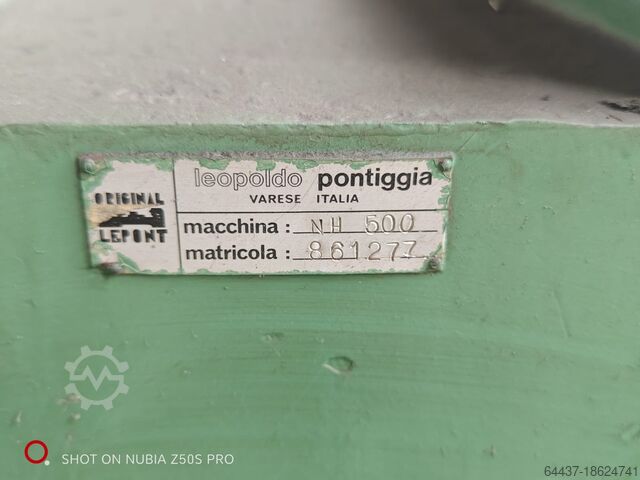 ORIGINAL
LEPONT
leopoldo pontiggia
VARESE ITALIA
macchina : NH 500
matricola : 861277
SHOT ON NUBIA Z50S PRO
64437-18624741